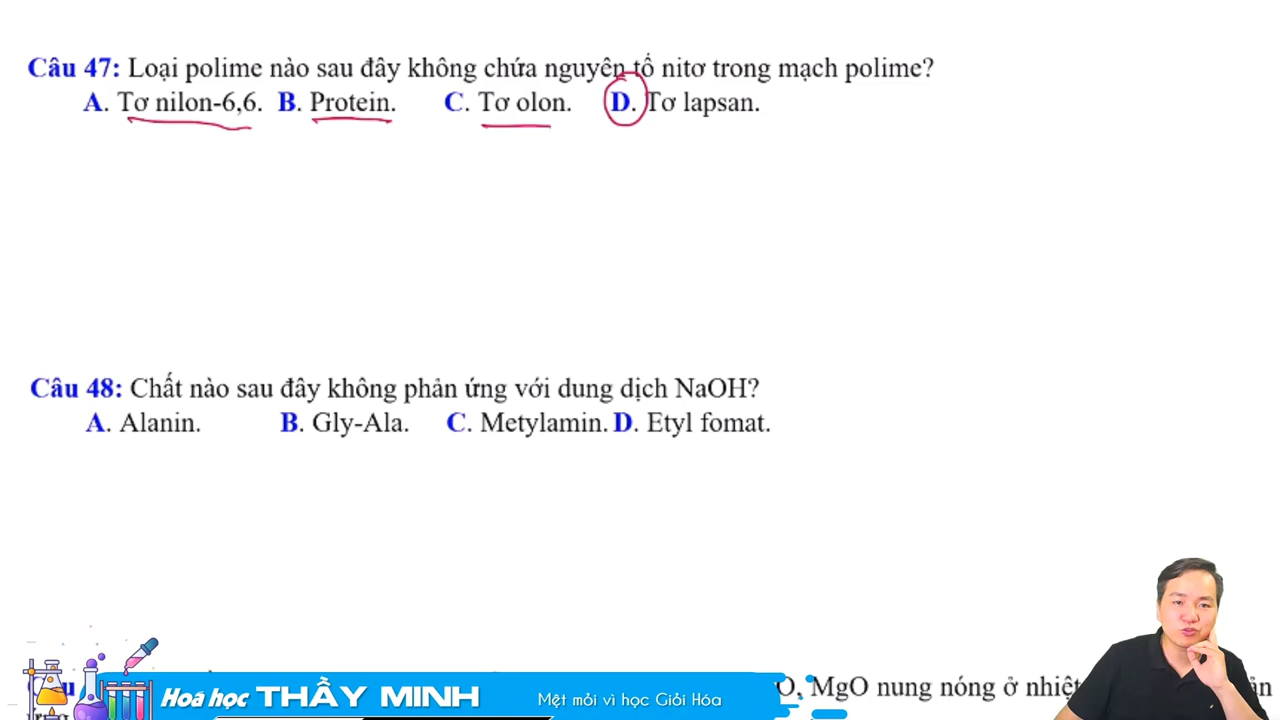 Câu 47: Loại polime nào sau đây không chứa nguyên tố nitơ trong mạch polime?
A. Tơ nilon-6,6. B. Protein. C. Tơ olon. D. Tơ lapsan.
Câu 48: Chất nào sau đây không phản ứng với dung dịch NaOH?
A. Alanin. B. Gly-Ala. C. Metylamin. D. Etyl fomat.
MgO nung nóng ở
Hoá học THẦY MINH
Mệt mỏi vì học Giỏi Hóa